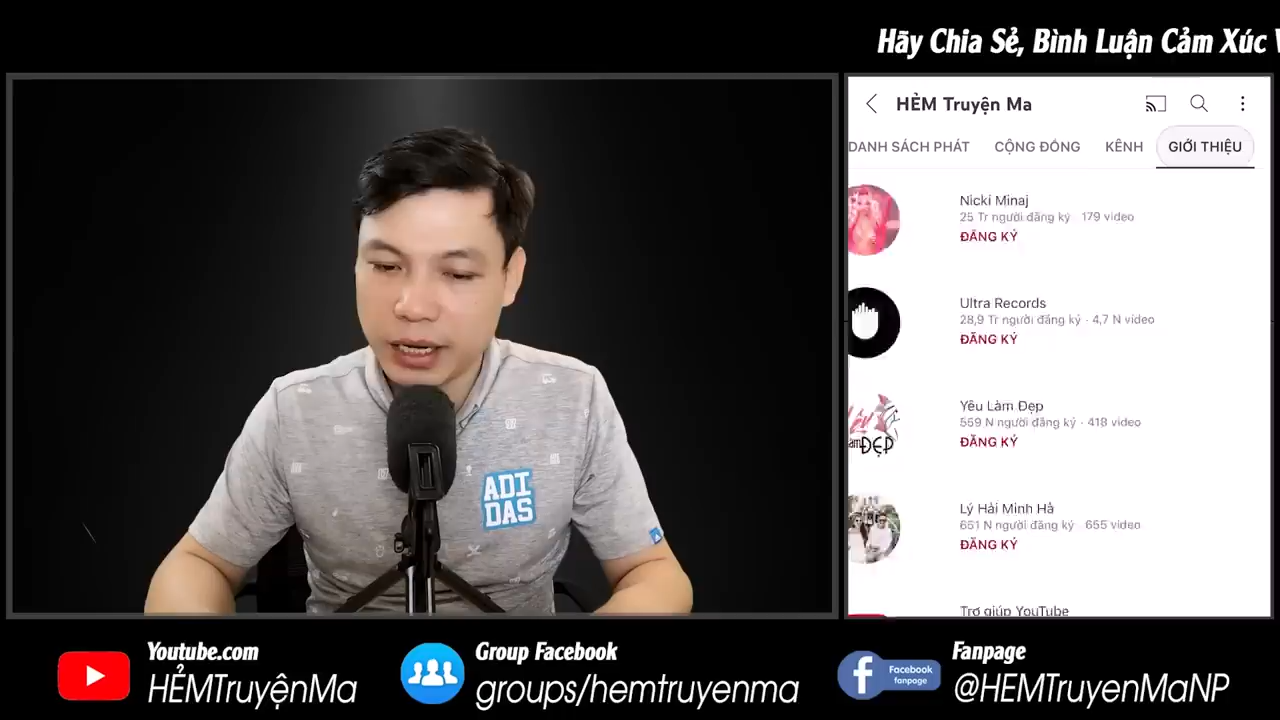 Hãy Chia Sẻ, Bình Luận Cảm Xúc
HẺM Truyện Ma
DANH SÁCH PHÁT CỘNG ĐỒNG KÊNH GIỚI THIỆU
Nicki Minaj
25 Tr người đăng ký · 179 video
ĐĂNG KÝ
Ultra Records
28,9 Tr người đăng ký · 4,7 N video
ĐĂNG KÝ
Yêu Làm Đẹp
559 N người đăng ký · 418 video
ĐĂNG KÝ
ĐẸP
Lý Hải Minh Hà
651 N người đăng ký · 655 video
ĐĂNG KÝ
Trợ giúp YouTube
ADI
DAS
Youtube.com
HẺMTruyệnMa
Group Facebook
groups/hemtruyenma
Facebook
fanpage
Fanpage
@HEMTruyenMaNP